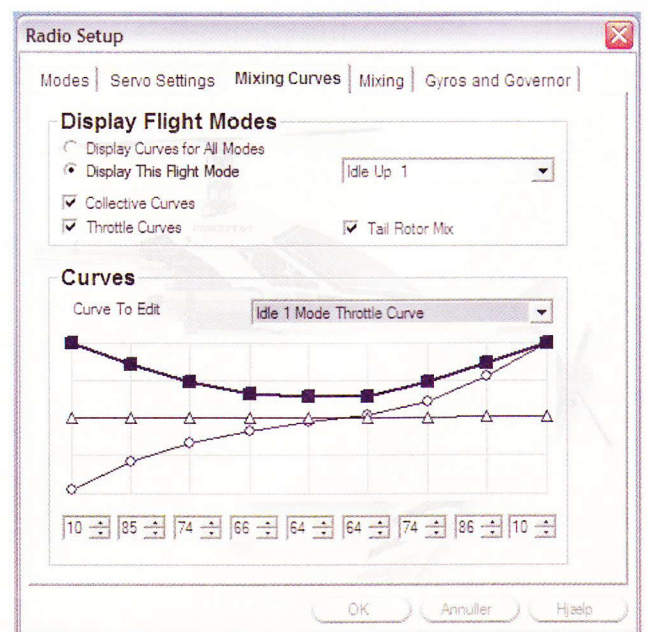 Radio Setup
Modes Servo Settings Mixing Curves Mixing Gyros and Governor
Display Flight Modes
Display Curves for All Modes
Display This Flight Mode Idle Up 1
Collective Curves
Throttle Curves Tail Rotor Mix
Curves
Curve To Edit Idle 1 Mode Throttle Curve
10 85 74 66 64 64 74 86 10
OK Annuller Hjælp